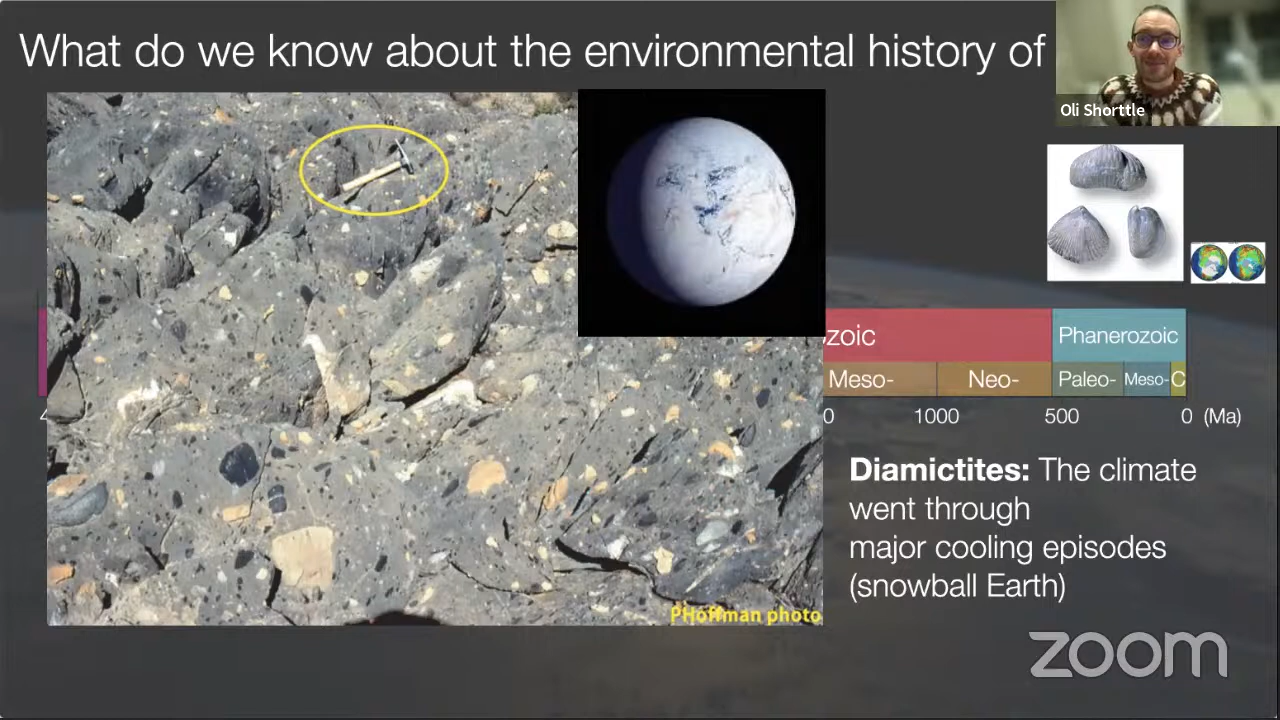 What do we know about the environmental history of
Oli Shorttle
zoic Phanerozoic
Meso- Neo- Paleo- Meso- C
0 1000 500 0 (Ma)
Diamictites: The climate
went through
major cooling episodes
(snowball Earth)
PHoffman photo
zoom